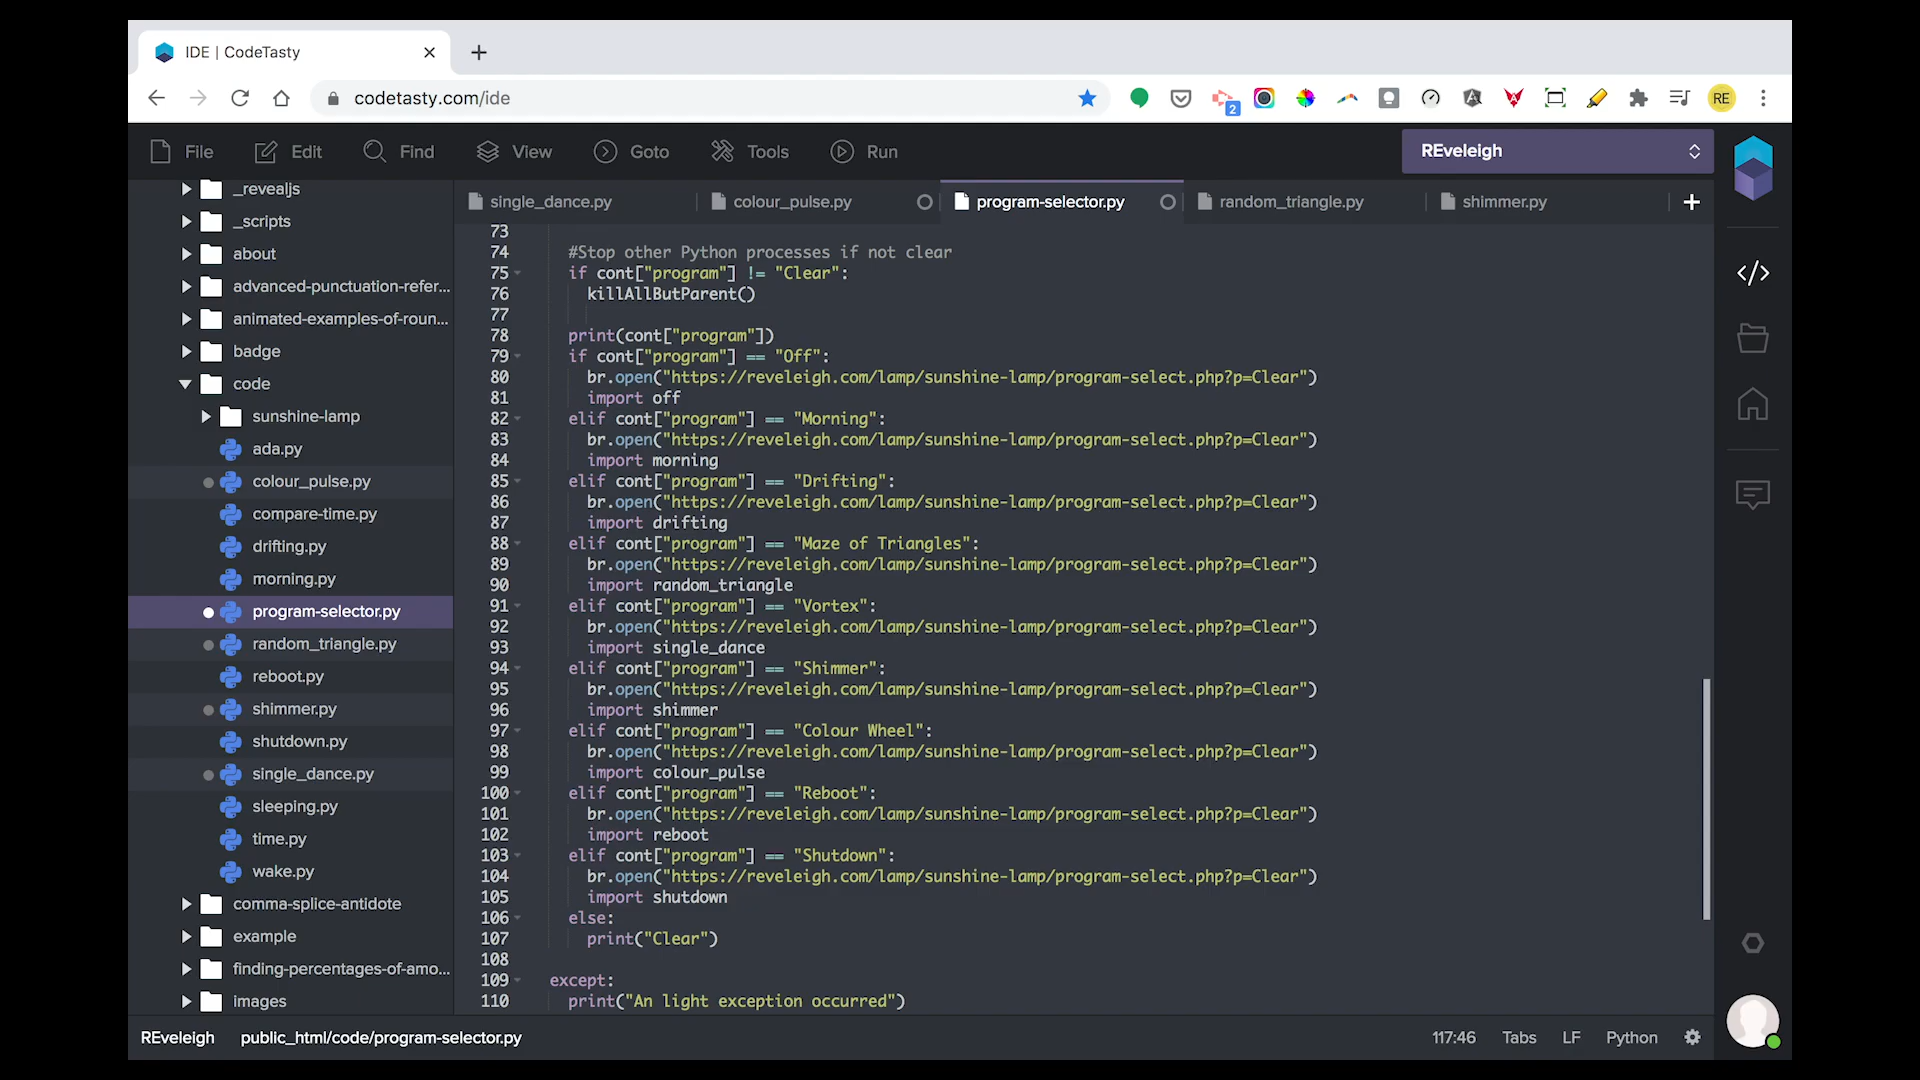 IDE | CodeTasty
codetasty.com/ide
2
RE
File Edit Find View Goto Tools Run
REveleigh
_revealjs
_scripts
about
advanced-punctuation-refer...
animated-examples-of-roun...
badge
code
sunshine-lamp
ada.py
colour_pulse.py
compare-time.py
drifting.py
morning.py
program-selector.py
random_triangle.py
reboot.py
shimmer.py
shutdown.py
single_dance.py
sleeping.py
time.py
wake.py
comma-splice-antidote
example
finding-percentages-of-amo...
images
single_dance.py colour_pulse.py program-selector.py random_triangle.py shimmer.py
73
74 #Stop other Python processes if not clear
75 if cont["program"] != "Clear":
76 killAllButParent()
77
78 print(cont["program"])
79 if cont["program"] == "Off":
80 br.open("https://reveleigh.com/lamp/sunshine-lamp/program-select.php?p=Clear")
81 import off
82 elif cont["program"] == "Morning":
83 br.open("https://reveleigh.com/lamp/sunshine-lamp/program-select.php?p=Clear")
84 import morning
85 elif cont["program"] == "Drifting":
86 br.open("https://reveleigh.com/lamp/sunshine-lamp/program-select.php?p=Clear")
87 import drifting
88 elif cont["program"] == "Maze of Triangles":
89 br.open("https://reveleigh.com/lamp/sunshine-lamp/program-select.php?p=Clear")
90 import random_triangle
91 elif cont["program"] == "Vortex":
92 br.open("https://reveleigh.com/lamp/sunshine-lamp/program-select.php?p=Clear")
93 import single_dance
94 elif cont["program"] == "Shimmer":
95 br.open("https://reveleigh.com/lamp/sunshine-lamp/program-select.php?p=Clear")
96 import shimmer
97 elif cont["program"] == "Colour Wheel":
98 br.open("https://reveleigh.com/lamp/sunshine-lamp/program-select.php?p=Clear")
99 import colour_pulse
100 elif cont["program"] == "Reboot":
101 br.open("https://reveleigh.com/lamp/sunshine-lamp/program-select.php?p=Clear")
102 import reboot
103 elif cont["program"] == "Shutdown":
104 br.open("https://reveleigh.com/lamp/sunshine-lamp/program-select.php?p=Clear")
105 import shutdown
106 else:
107 print("Clear")
108
109 except:
110 print("An light exception occurred")
REveleigh public_html/code/program-selector.py 117:46 Tabs LF Python